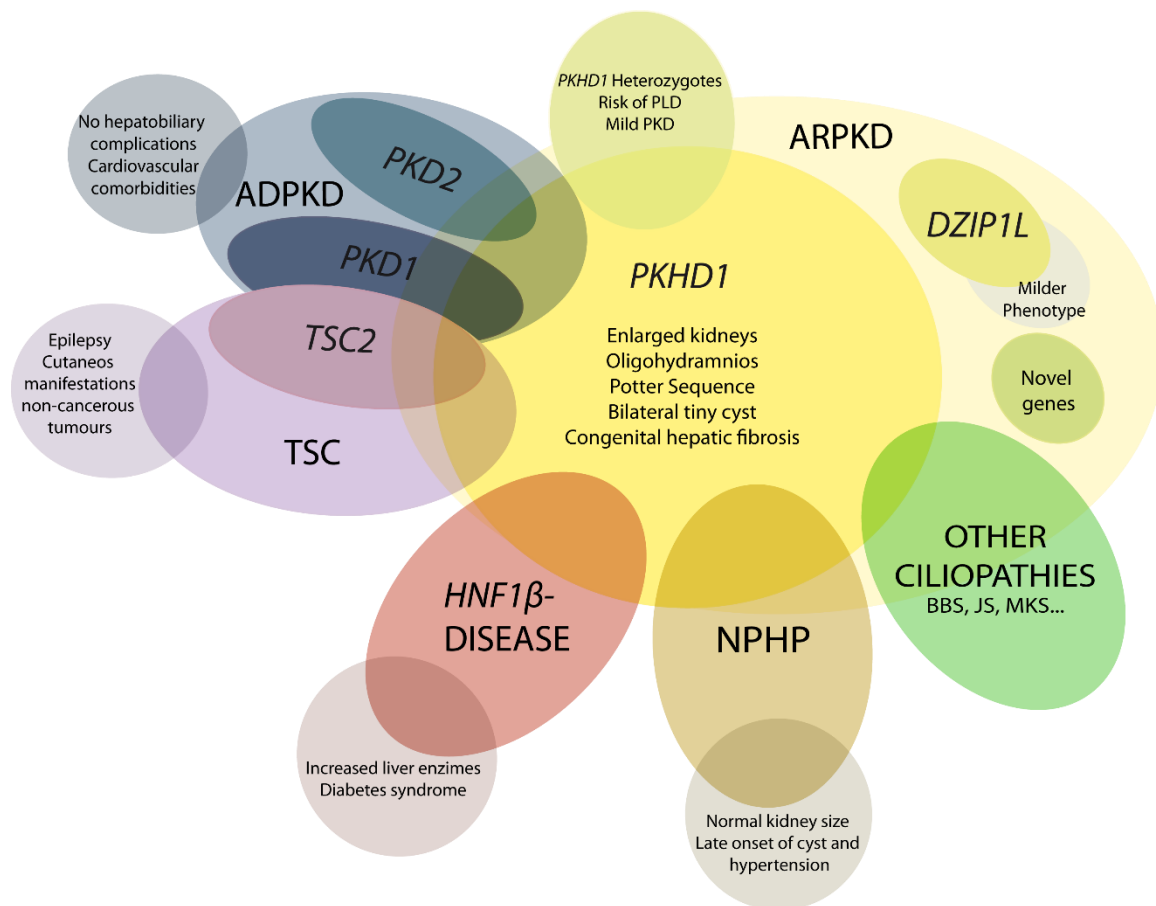 PKHD1 Heterozygotes
Risk of PLD
Mild PKD
No hepatobiliary
complications
Cardiovascular
comorbidities
ADPKD
PKD2
PKD1
ARPKD
DZIP1L
Milder
Phenotype
Novel
genes
PKHD1
Enlarged kidneys
Oligohydramnios
Potter Sequence
Bilateral tiny cyst
Congenital hepatic fibrosis
TSC2
TSC
Epilepsy
Cutaneos
manifestations
non-cancerous
tumours
HNF1β-
DISEASE
Increased liver enzimes
Diabetes syndrome
NPHP
Normal kidney size
Late onset of cyst and
hypertension
OTHER
CILIOPATHIES
BBS, JS, MKS...